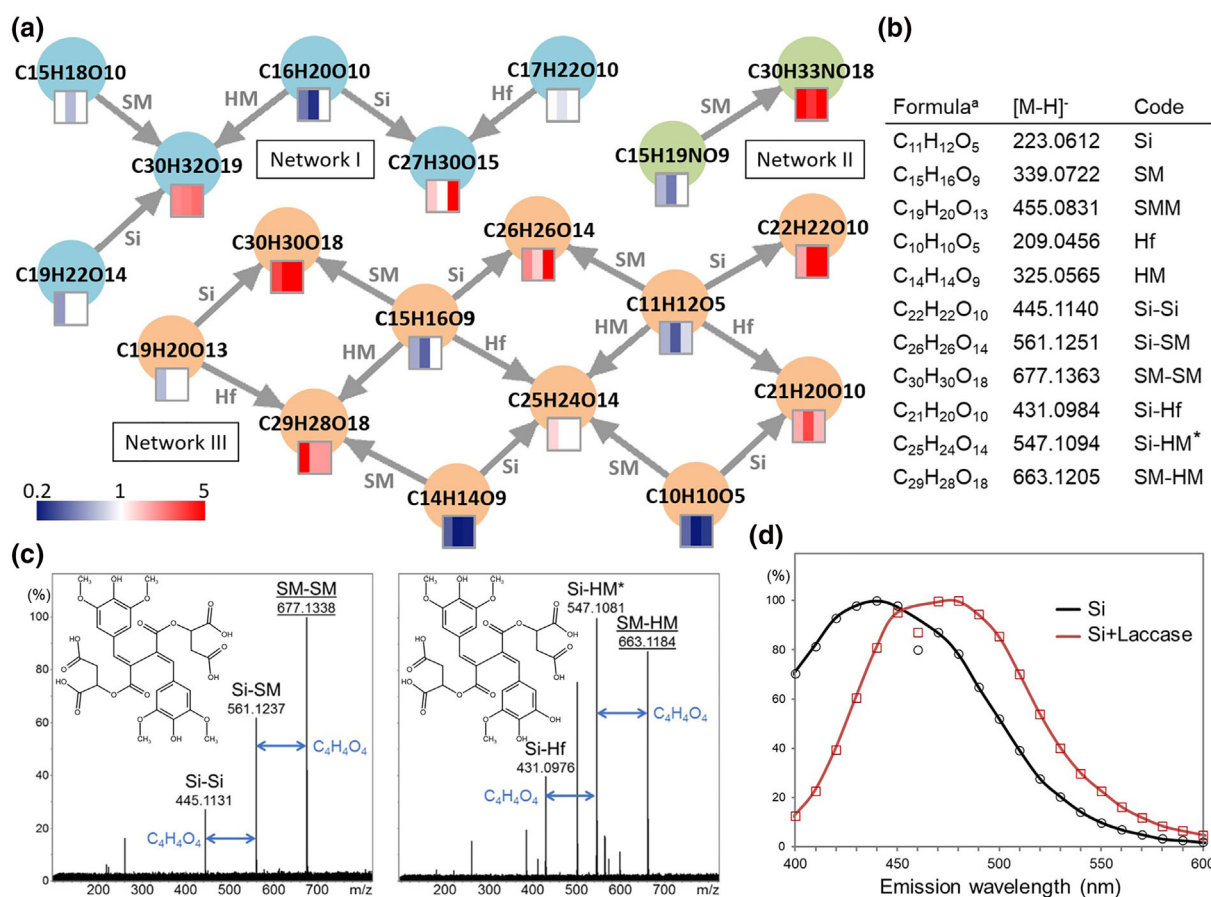 (a)
C15H18O10
C16H20O10
C17H22O10
C30H33NO18
SM
HM
Si
Hf
SM
C30H32O19
Network I
C27H30O15
C15H19NO9
Network II
Si
C19H22O14
C30H30O18
C26H26O14
C22H22O10
Si
SM
Si
SM
Si
C19H20O13
C15H16O9
C11H12O5
HM
Hf
HM
Hf
Hf
Network III
C29H28O18
C25H24O14
C21H20O10
SM
Si
SM
Si
C14H14O9
C10H10O5
0.2 1 5
(b)
Formulaᵃ [M-H]⁻ Code
C₁₁H₁₂O₅ 223.0612 Si
C₁₅H₁₆O₉ 339.0722 SM
C₁₉H₂₀O₁₃ 455.0831 SMM
C₁₀H₁₀O₅ 209.0456 Hf
C₁₄H₁₄O₉ 325.0565 HM
C₂₂H₂₂O₁₀ 445.1140 Si-Si
C₂₆H₂₆O₁₄ 561.1251 Si-SM
C₃₀H₃₀O₁₈ 677.1363 SM-SM
C₂₁H₂₀O₁₀ 431.0984 Si-Hf
C₂₅H₂₄O₁₄ 547.1094 Si-HM*
C₂₉H₂₈O₁₈ 663.1205 SM-HM
(c)
(%)
100
80
60
40
20
0
SM-SM
677.1338
Si-SM
561.1237
C₄H₄O₄
Si-Si
445.1131
C₄H₄O₄
200 300 400 500 600 700 m/z
Si-HM*
547.1081
SM-HM
663.1184
C₄H₄O₄
Si-Hf
431.0976
C₄H₄O₄
200 300 400 500 600 700 m/z
(d)
(%)
100
80
60
40
20
0
Si
Si+Laccase
400 450 500 550 600
Emission wavelength (nm)